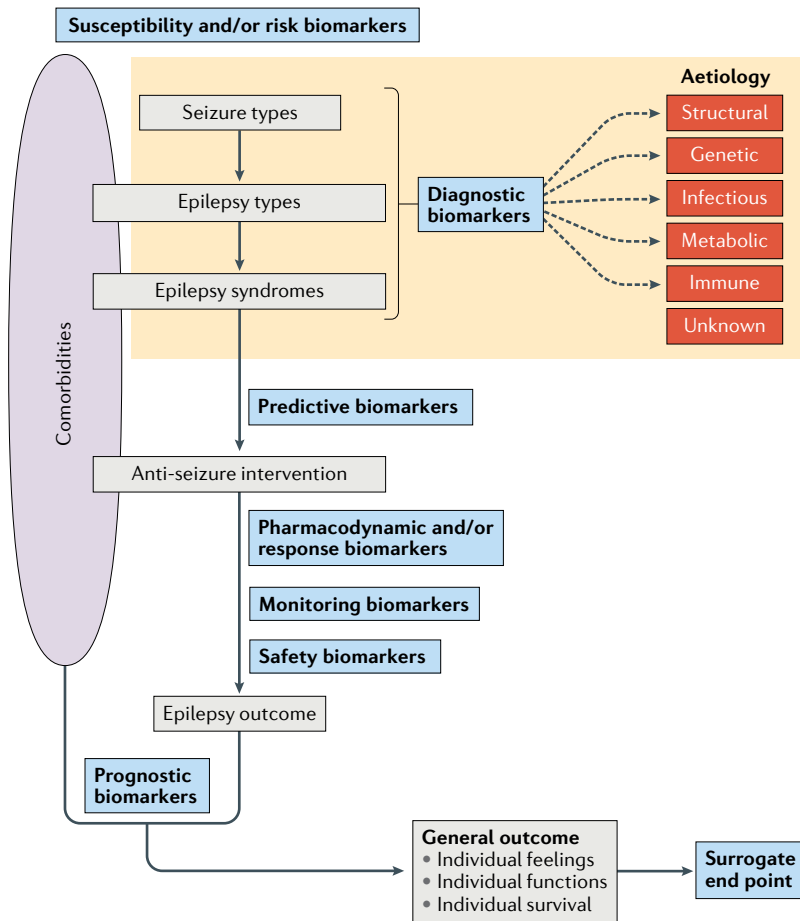 Susceptibility and/or risk biomarkers
Aetiology
Seizure types
Structural
Genetic
Epilepsy types
Diagnostic
biomarkers
Infectious
Metabolic
Epilepsy syndromes
Immune
Unknown
Comorbidities
Predictive biomarkers
Anti-seizure intervention
Pharmacodynamic and/or
response biomarkers
Monitoring biomarkers
Safety biomarkers
Epilepsy outcome
Prognostic
biomarkers
General outcome
• Individual feelings
• Individual functions
• Individual survival
Surrogate
end point